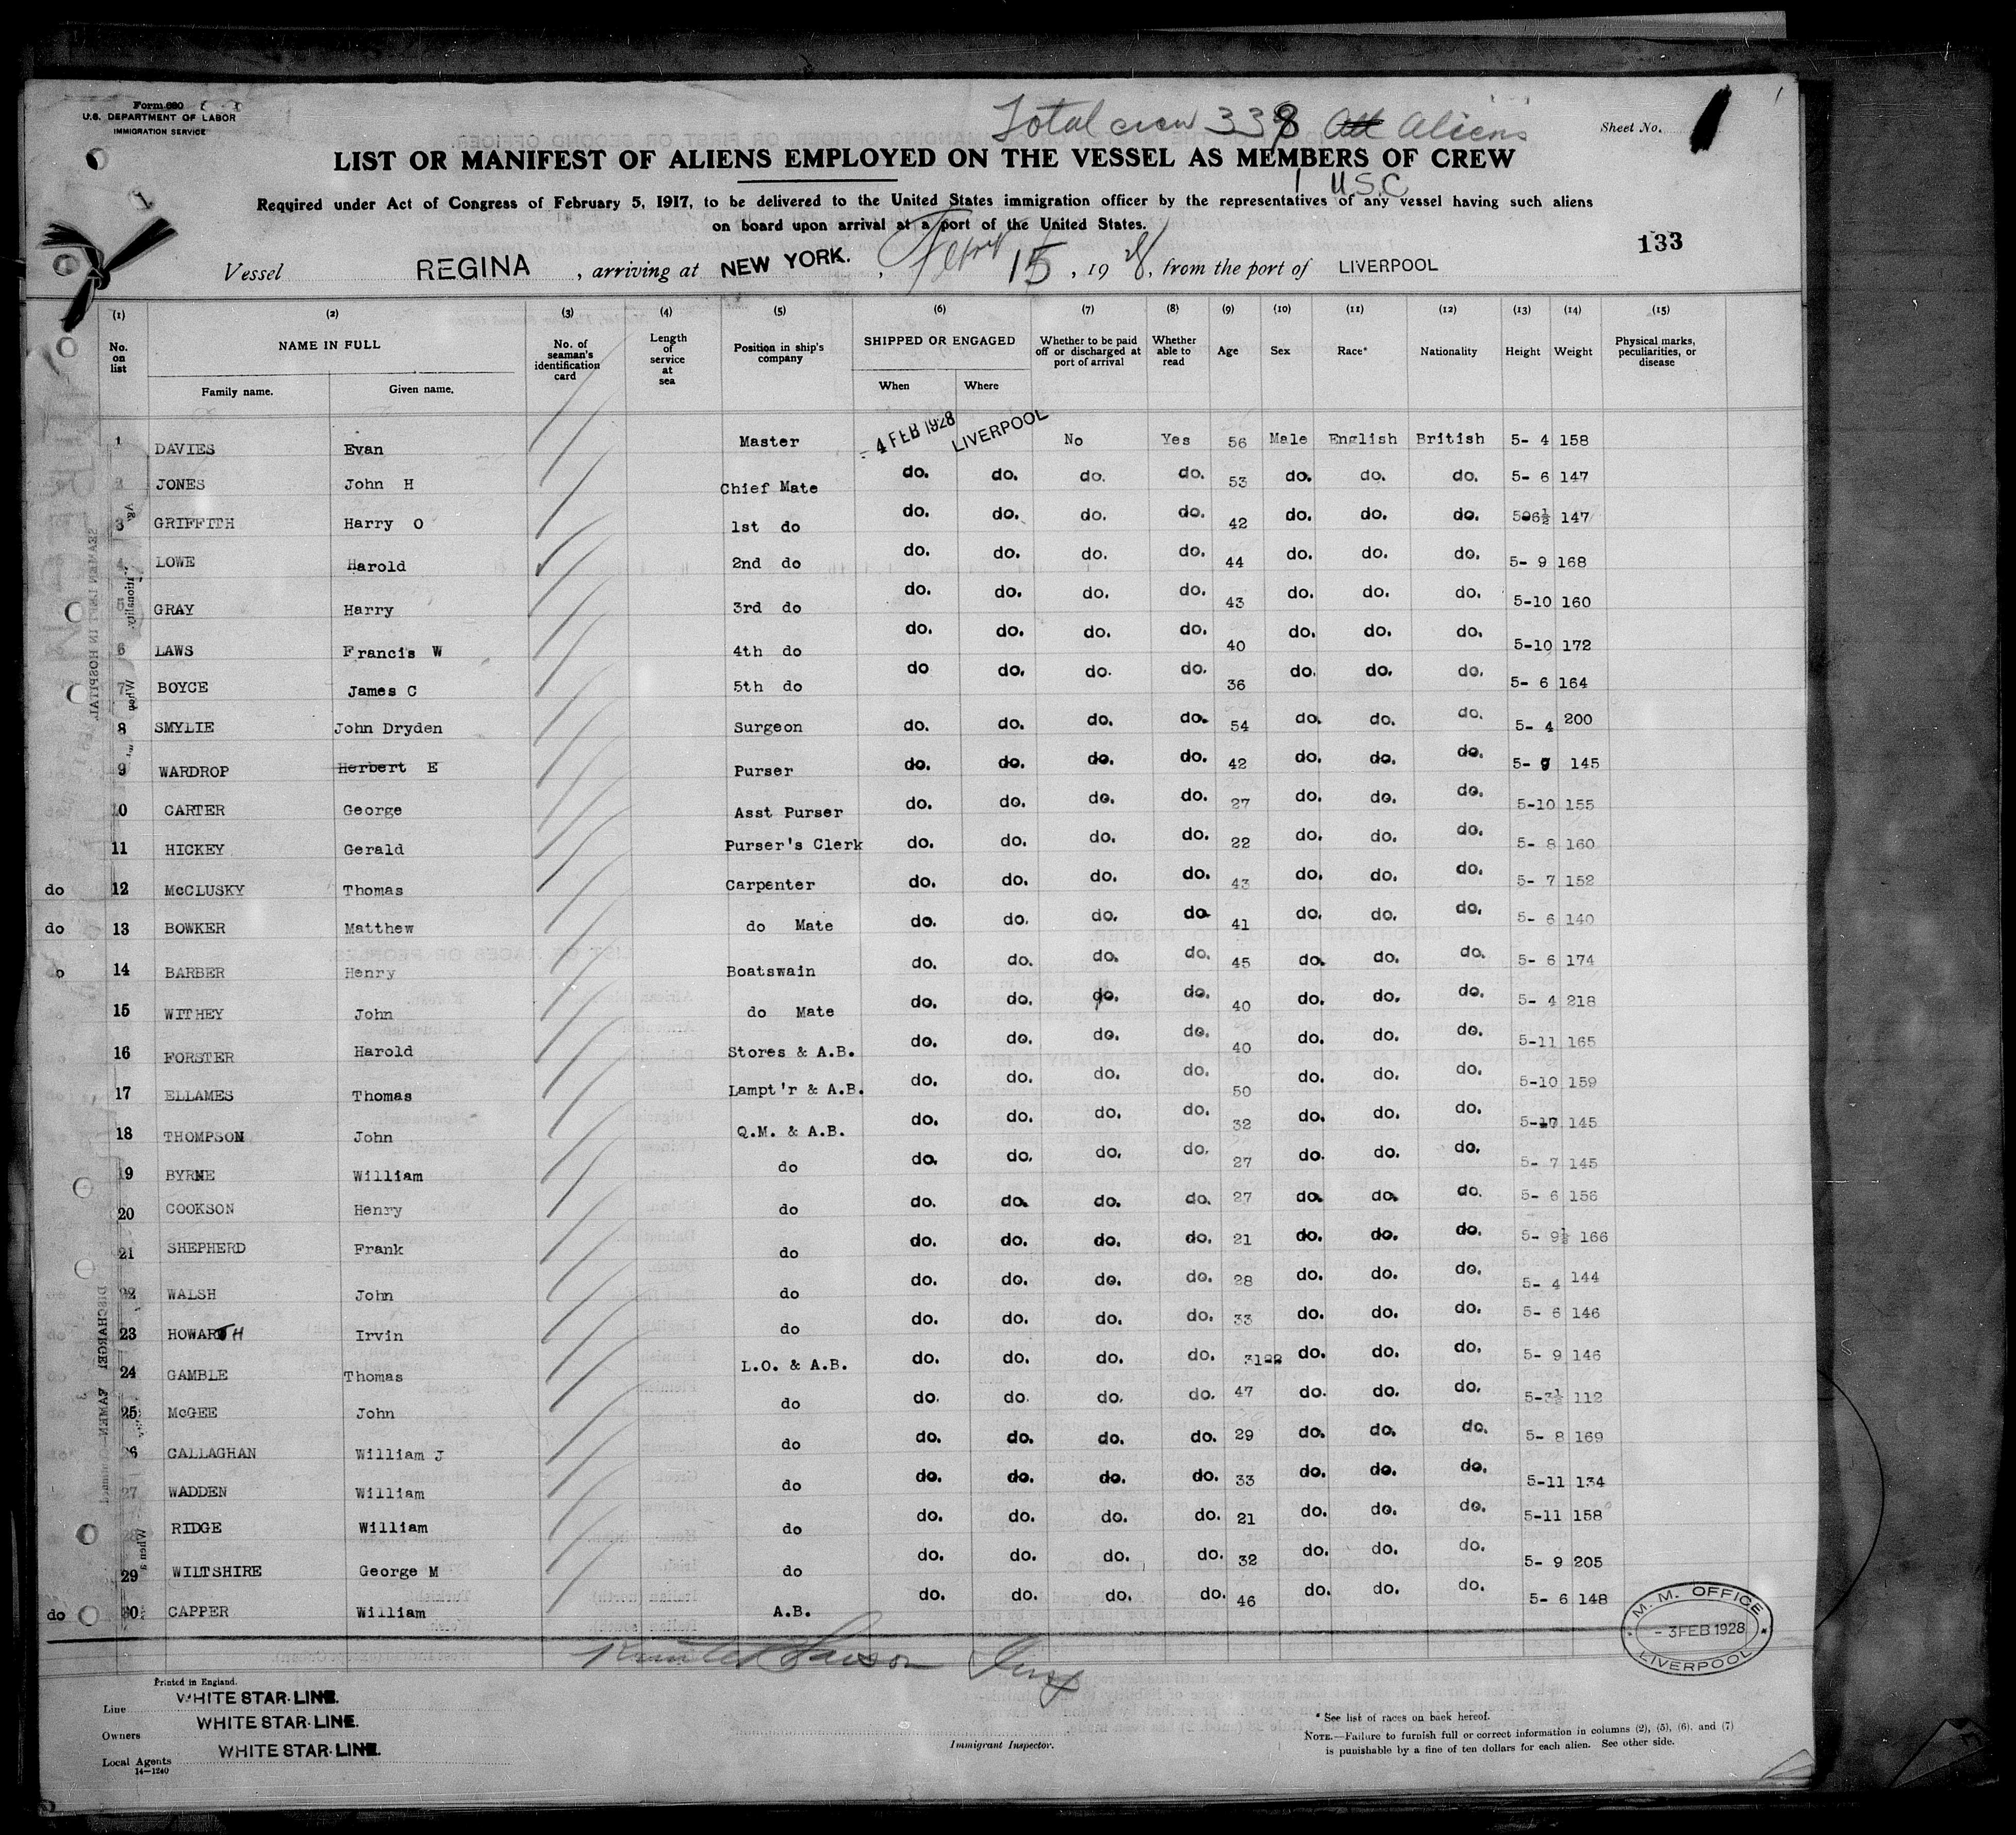 Form 680
U.S. DEPARTMENT OF LABOR
IMMIGRATION SERVICE
Total crew 338 All Aliens
1 U.S.C
Sheet No. 1
LIST OR MANIFEST OF ALIENS EMPLOYED ON THE VESSEL AS MEMBERS OF CREW
Required under Act of Congress of February 5, 1917, to be delivered to the United States immigration officer by the representatives of any vessel having such aliens
on board upon arrival at a port of the United States.
133
Vessel REGINA, arriving at NEW YORK., Feby 15, 1928, from the port of LIVERPOOL
(1) (2) (3) (4) (5) (6) (7) (8) (9) (10) (11) (12) (13) (14) (15)
No. on list NAME IN FULL Family name. Given name. No. of seaman's identification card Length of service at sea Position in ship's company SHIPPED OR ENGAGED When Where Whether to be paid off or discharged at port of arrival Whether able to read Age Sex Race* Nationality Height Weight Physical marks, peculiarities, or disease
1 DAVIES Evan Master - 4 FEB 1928 LIVERPOOL No Yes 56 Male English British 5- 4 158
2 JONES John H Chief Mate do. do. do. do. 53 do. do. do. 5- 6 147
3 GRIFFITH Harry O 1st do do. do. do. do. 42 do. do. do. 506½ 147
4 LOWE Harold 2nd do do. do. do. do. 44 do. do. do. 5- 9 168
5 GRAY Harry 3rd do do. do. do. do. 43 do. do. do. 5-10 160
6 LAWS Francis W 4th do do. do. do. do. 40 do. do. do. 5-10 172
7 BOYCE James C 5th do do do. do. do. 36 do. do. do. 5- 6 164
8 SMYLIE John Dryden Surgeon do. do. do. do. 54 do. do. do. 5- 4 200
9 WARDROP Herbert E Purser do. do. do. do. 42 do. do. do. 5- 9 145
10 CARTER George Asst Purser do. do. do. do. 27 do. do. do. 5-10 155
11 HICKEY Gerald Purser's Clerk do. do. do. do. 22 do. do. do. 5- 8 160
do 12 McCLUSKY Thomas Carpenter do. do. do. do. 43 do. do. do. 5- 7 152
do 13 BOWKER Matthew do Mate do. do. do. do. 41 do. do. do. 5- 6 140
o 14 BARBER Henry Boatswain do. do. do. do. 45 do. do. do. 5- 6 174
15 WITHEY John do Mate do. do. do. do. 40 do. do. do. 5- 4 218
16 FORSTER Harold Stores & A.B. do. do. do. do. 40 do. do. do. 5-11 165
17 ELLAMES Thomas Lampt'r & A.B. do. do. do. do. 50 do. do. do. 5-10 159
18 THOMPSON John Q.M. & A.B. do. do. do. do. 32 do. do. do. 145
19 BYRNE William do do. do. do. do. 27 do. do. do. 5- 7 145
20 COOKSON Henry do do. do. do. do. 27 do. do. do. 5- 6 156
21 SHEPHERD Frank do do. do. do. do. 21 do. do. do. 5- 9½ 166
22 WALSH John do do. do. do. do. 28 do. do. do. 5- 4 144
23 HOWARTH Irvin do do. do. do. do. 33 do. do. do. 5- 6 146
24 GAMBLE Thomas L.O. & A.B. do. do. do. do. 31 do. do. do. 5- 9 146
25 McGEE John do do. do. do. do. 47 do. do. do. 5-3½ 112
26 CALLAGHAN William J do do. do. do. do. 29 do. do. do. 5- 8 169
27 WADDEN William do do. do. do. do. 33 do. do. do. 5-11 134
28 RIDGE William do do. do. do. do. 21 do. do. do. 5-11 158
29 WILTSHIRE George M do do. do. do. do. 32 do. do. do. 5- 9 205
do 30 CAPPER William A.B. do. do. do. do. 46 do. do. do. 5- 6 148
M. M. OFFICE
- 3 FEB 1928
LIVERPOOL
Printed in England.
Line WHITE STAR LINE.
Owners WHITE STAR LINE.
Local Agents WHITE STAR LINE.
14—1240
Immigrant Inspector.
* See list of races on back hereof.
NOTE.—Failure to furnish full or correct information in columns (2), (5), (6), and (7)
is punishable by a fine of ten dollars for each alien. See other side.